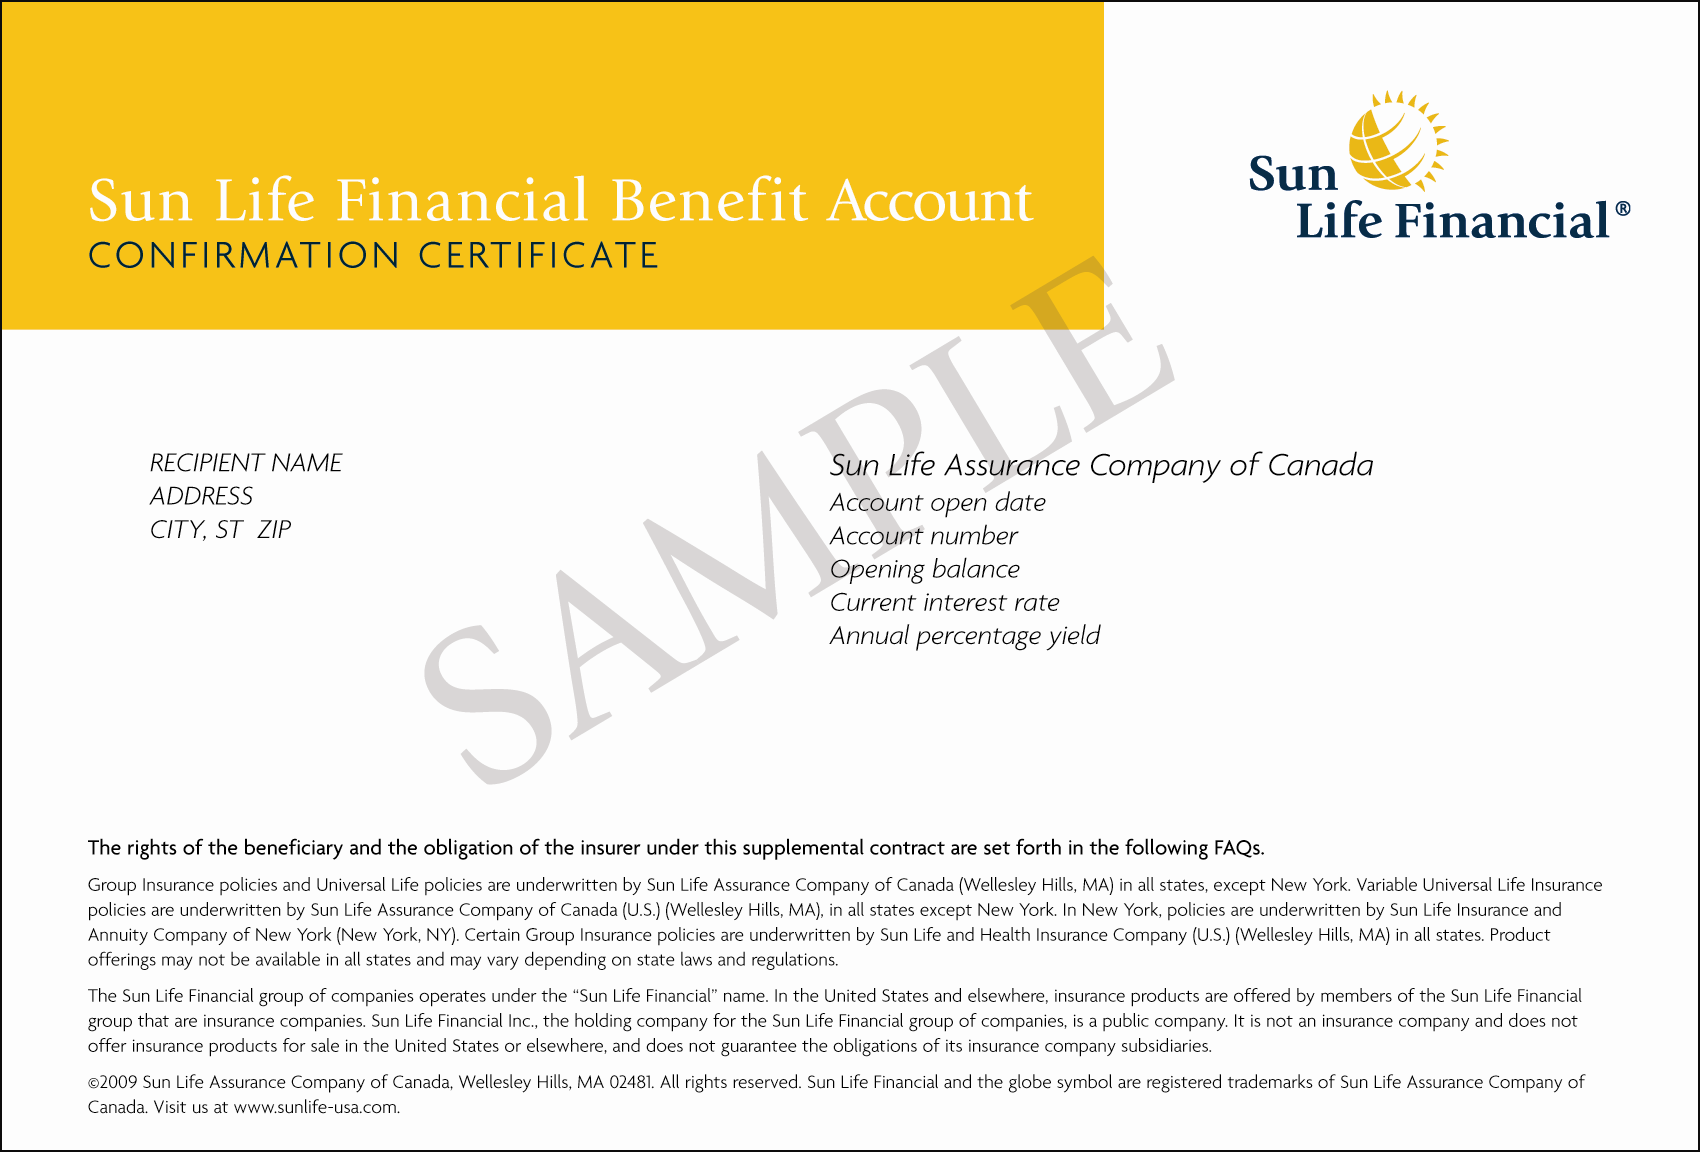 Sun Life Financial Benefit Account
CONFIRMATION CERTIFICATE
Sun
Life Financial®
SAMPLE
RECIPIENT NAME
ADDRESS
CITY, ST  ZIP
Sun Life Assurance Company of Canada
Account open date
Account number
Opening balance
Current interest rate
Annual percentage yield
The rights of the beneficiary and the obligation of the insurer under this supplemental contract are set forth in the following FAQs.
Group Insurance policies and Universal Life policies are underwritten by Sun Life Assurance Company of Canada (Wellesley Hills, MA) in all states, except New York. Variable Universal Life Insurance
policies are underwritten by Sun Life Assurance Company of Canada (U.S.) (Wellesley Hills, MA), in all states except New York. In New York, policies are underwritten by Sun Life Insurance and
Annuity Company of New York (New York, NY). Certain Group Insurance policies are underwritten by Sun Life and Health Insurance Company (U.S.) (Wellesley Hills, MA) in all states. Product
offerings may not be available in all states and may vary depending on state laws and regulations.
The Sun Life Financial group of companies operates under the “Sun Life Financial” name. In the United States and elsewhere, insurance products are offered by members of the Sun Life Financial
group that are insurance companies. Sun Life Financial Inc., the holding company for the Sun Life Financial group of companies, is a public company. It is not an insurance company and does not
offer insurance products for sale in the United States or elsewhere, and does not guarantee the obligations of its insurance company subsidiaries.
©2009 Sun Life Assurance Company of Canada, Wellesley Hills, MA 02481. All rights reserved. Sun Life Financial and the globe symbol are registered trademarks of Sun Life Assurance Company of
Canada. Visit us at www.sunlife-usa.com.